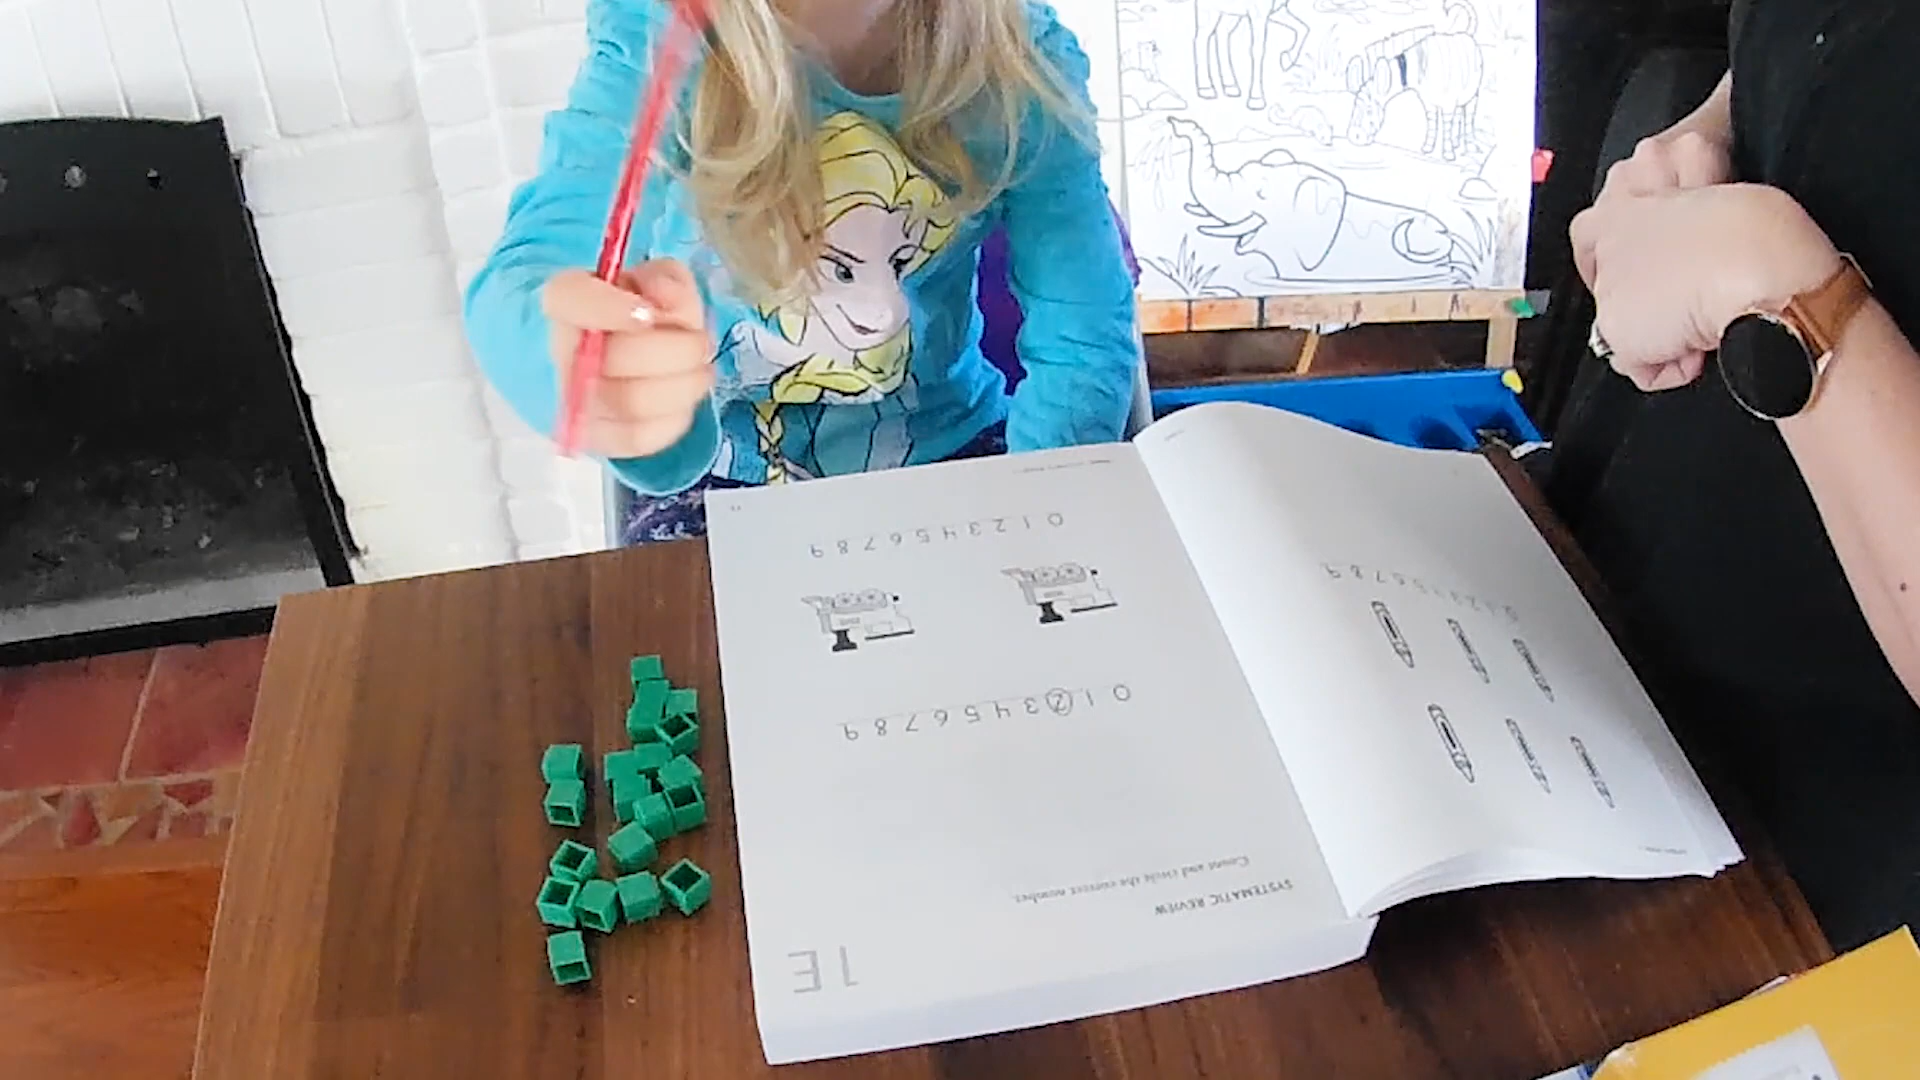 0 1 2 3 4 5 6 7 8 9
1E
SYSTEMATIC REVIEW
Count and circle the correct number.
0 1 2 3 4 5 6 7 8 9
0 1 2 3 4 5 6 7 8 9